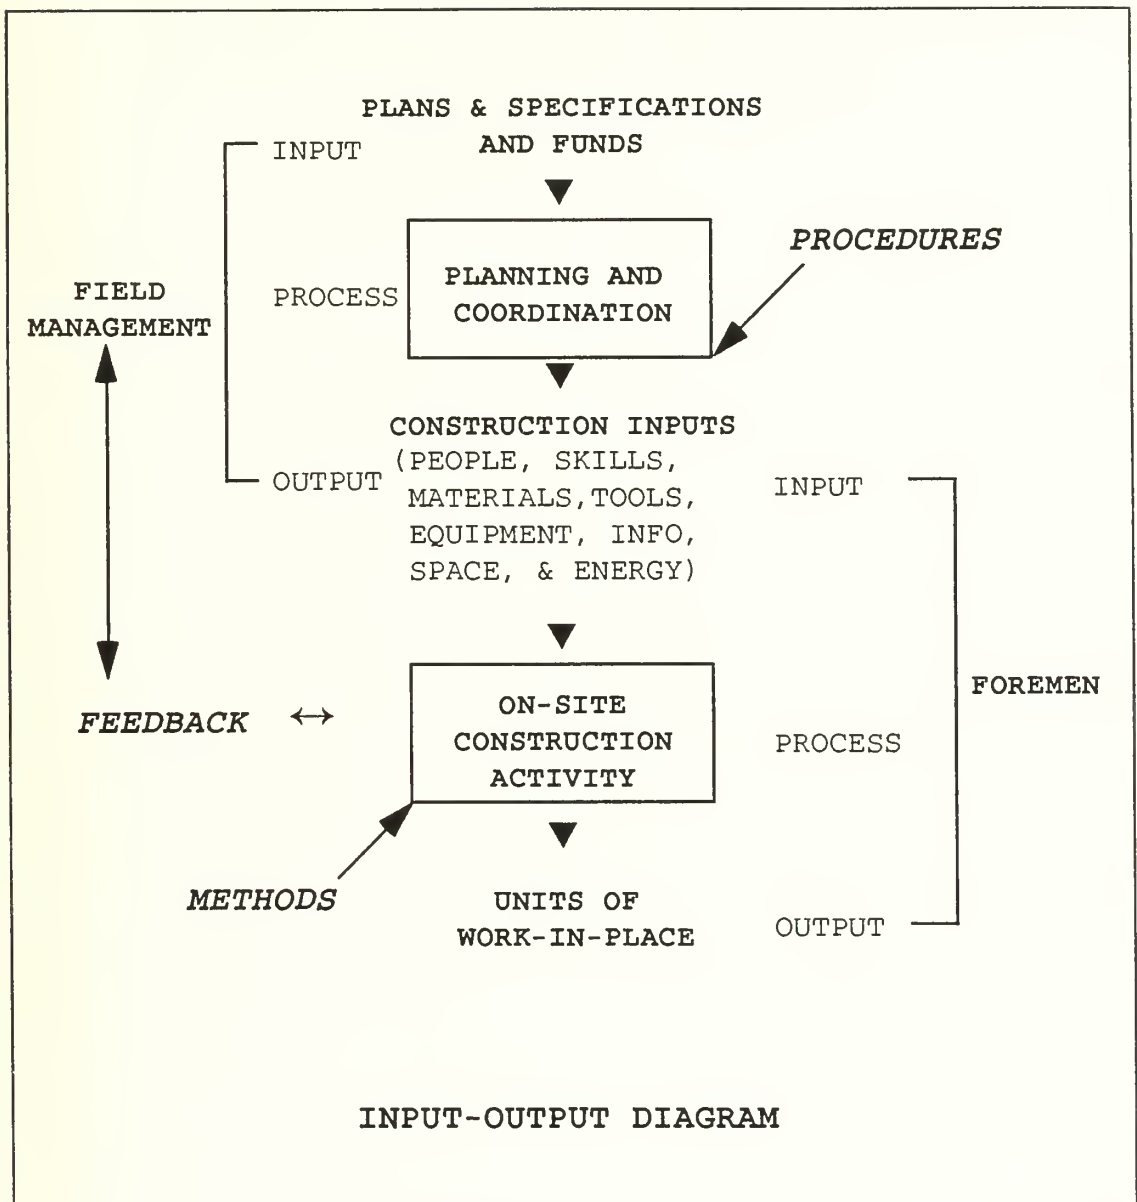 PLANS & SPECIFICATIONS
AND FUNDS
INPUT
PROCEDURES
PLANNING AND
COORDINATION
PROCESS
FIELD
MANAGEMENT
CONSTRUCTION INPUTS
(PEOPLE, SKILLS,
MATERIALS, TOOLS,
EQUIPMENT, INFO,
SPACE, & ENERGY)
OUTPUT
INPUT
FOREMEN
ON-SITE
CONSTRUCTION
ACTIVITY
FEEDBACK ↔
PROCESS
METHODS
UNITS OF
WORK-IN-PLACE
OUTPUT
INPUT-OUTPUT DIAGRAM